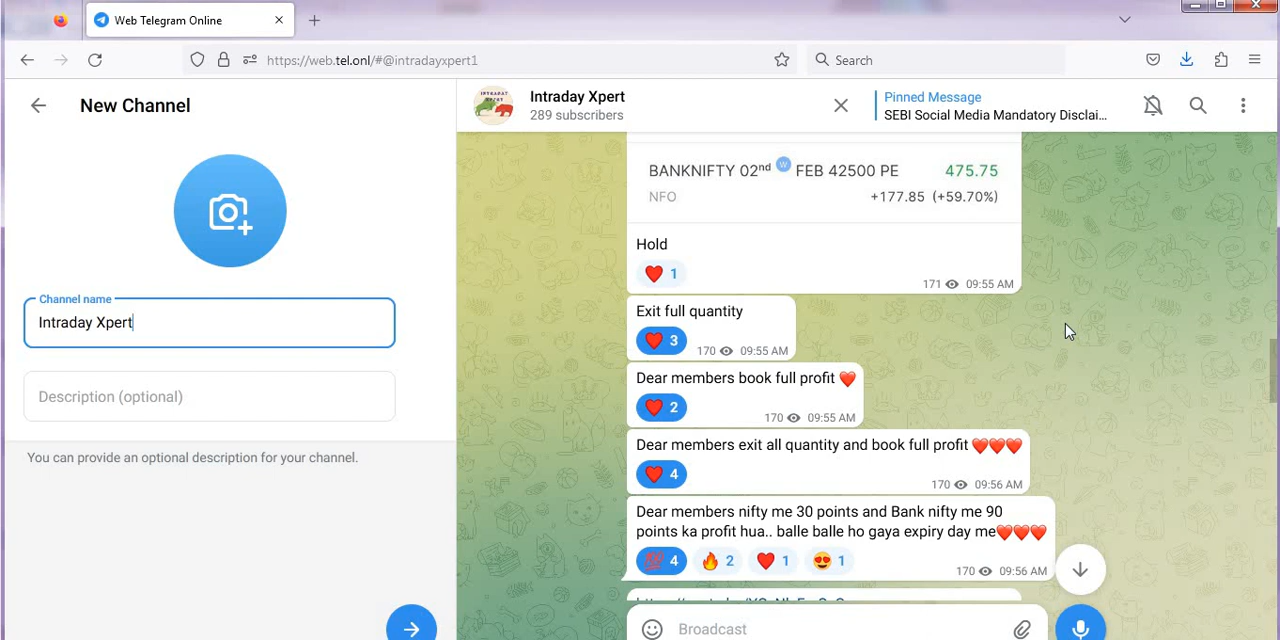 Web Telegram Online
https://web.tel.onl/#@intradayxpert1
Search
New Channel
Channel name
Intraday Xpert
Description (optional)
You can provide an optional description for your channel.
Intraday Xpert
289 subscribers
Pinned Message
SEBI Social Media Mandatory Disclai...
BANKNIFTY 02nd W FEB 42500 PE 475.75
NFO +177.85 (+59.70%)
Hold
1
171 09:55 AM
Exit full quantity
3
170 09:55 AM
Dear members book full profit ❤️
2
170 09:55 AM
Dear members exit all quantity and book full profit ❤️❤️❤️
4
170 09:56 AM
Dear members nifty me 30 points and Bank nifty me 90
points ka profit hua.. balle balle ho gaya expiry day me❤️❤️❤️
💯 4 🔥 2 ❤️ 1 😍 1
170 09:56 AM
Broadcast